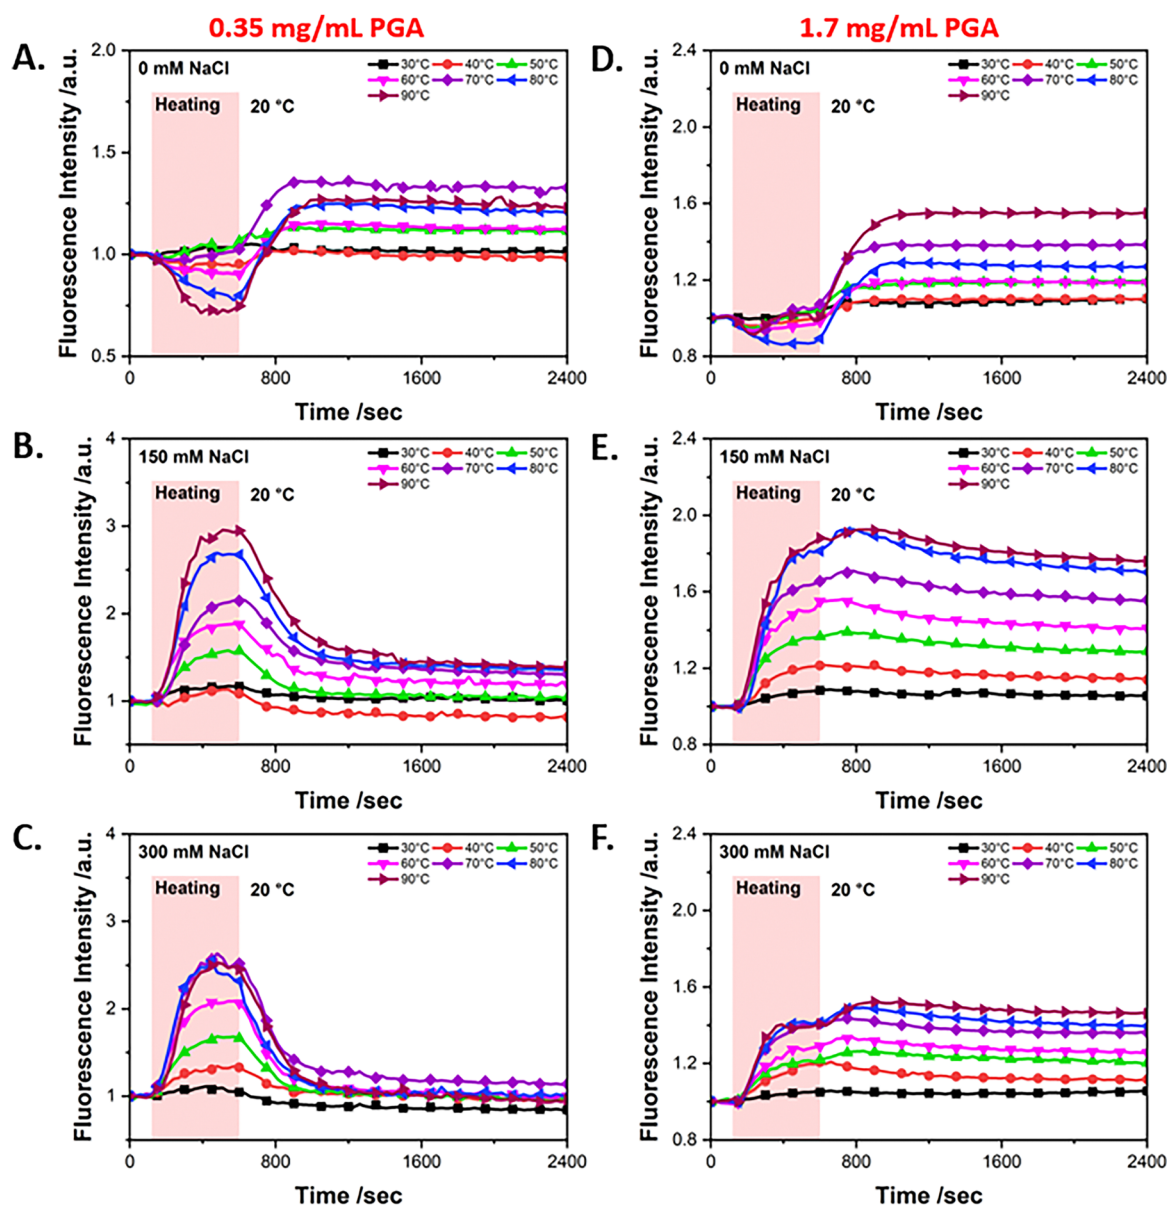 0.35 mg/mL PGA
1.7 mg/mL PGA
A.
Fluorescence Intensity /a.u.
2.0
1.5
1.0
0.5
0 mM NaCl
30°C 40°C 50°C
60°C 70°C 80°C
90°C
Heating 20 °C
0 800 1600 2400
Time /sec
D.
Fluorescence Intensity /a.u.
2.4
2.0
1.6
1.2
0.8
0 mM NaCl
30°C 40°C 50°C
60°C 70°C 80°C
90°C
Heating 20 °C
0 800 1600 2400
Time /sec
B.
Fluorescence Intensity /a.u.
4
3
2
1
150 mM NaCl
30°C 40°C 50°C
60°C 70°C 80°C
90°C
Heating 20 °C
0 800 1600 2400
Time /sec
E.
Fluorescence Intensity /a.u.
2.4
2.0
1.6
1.2
0.8
150 mM NaCl
30°C 40°C 50°C
60°C 70°C 80°C
90°C
Heating 20 °C
0 800 1600 2400
Time /sec
C.
Fluorescence Intensity /a.u.
4
3
2
1
300 mM NaCl
30°C 40°C 50°C
60°C 70°C 80°C
90°C
Heating 20 °C
0 800 1600 2400
Time /sec
F.
Fluorescence Intensity /a.u.
2.4
2.0
1.6
1.2
0.8
300 mM NaCl
30°C 40°C 50°C
60°C 70°C 80°C
90°C
Heating 20 °C
0 800 1600 2400
Time /sec